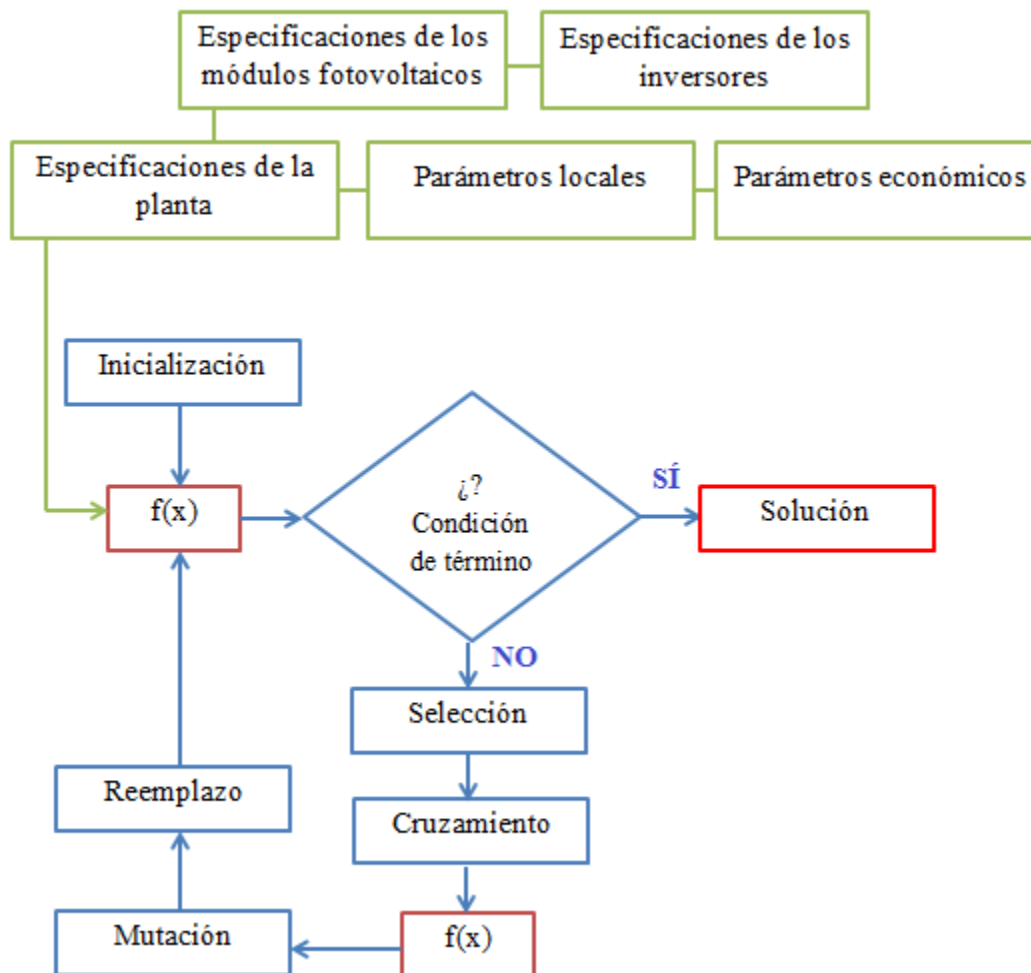 Especificaciones de los
módulos fotovoltaicos
Especificaciones de los
inversores
Especificaciones de la
planta
Parámetros locales
Parámetros económicos
Inicialización
f(x)
¿?
Condición
de término
SÍ
Solución
NO
Selección
Reemplazo
Cruzamiento
Mutación
f(x)